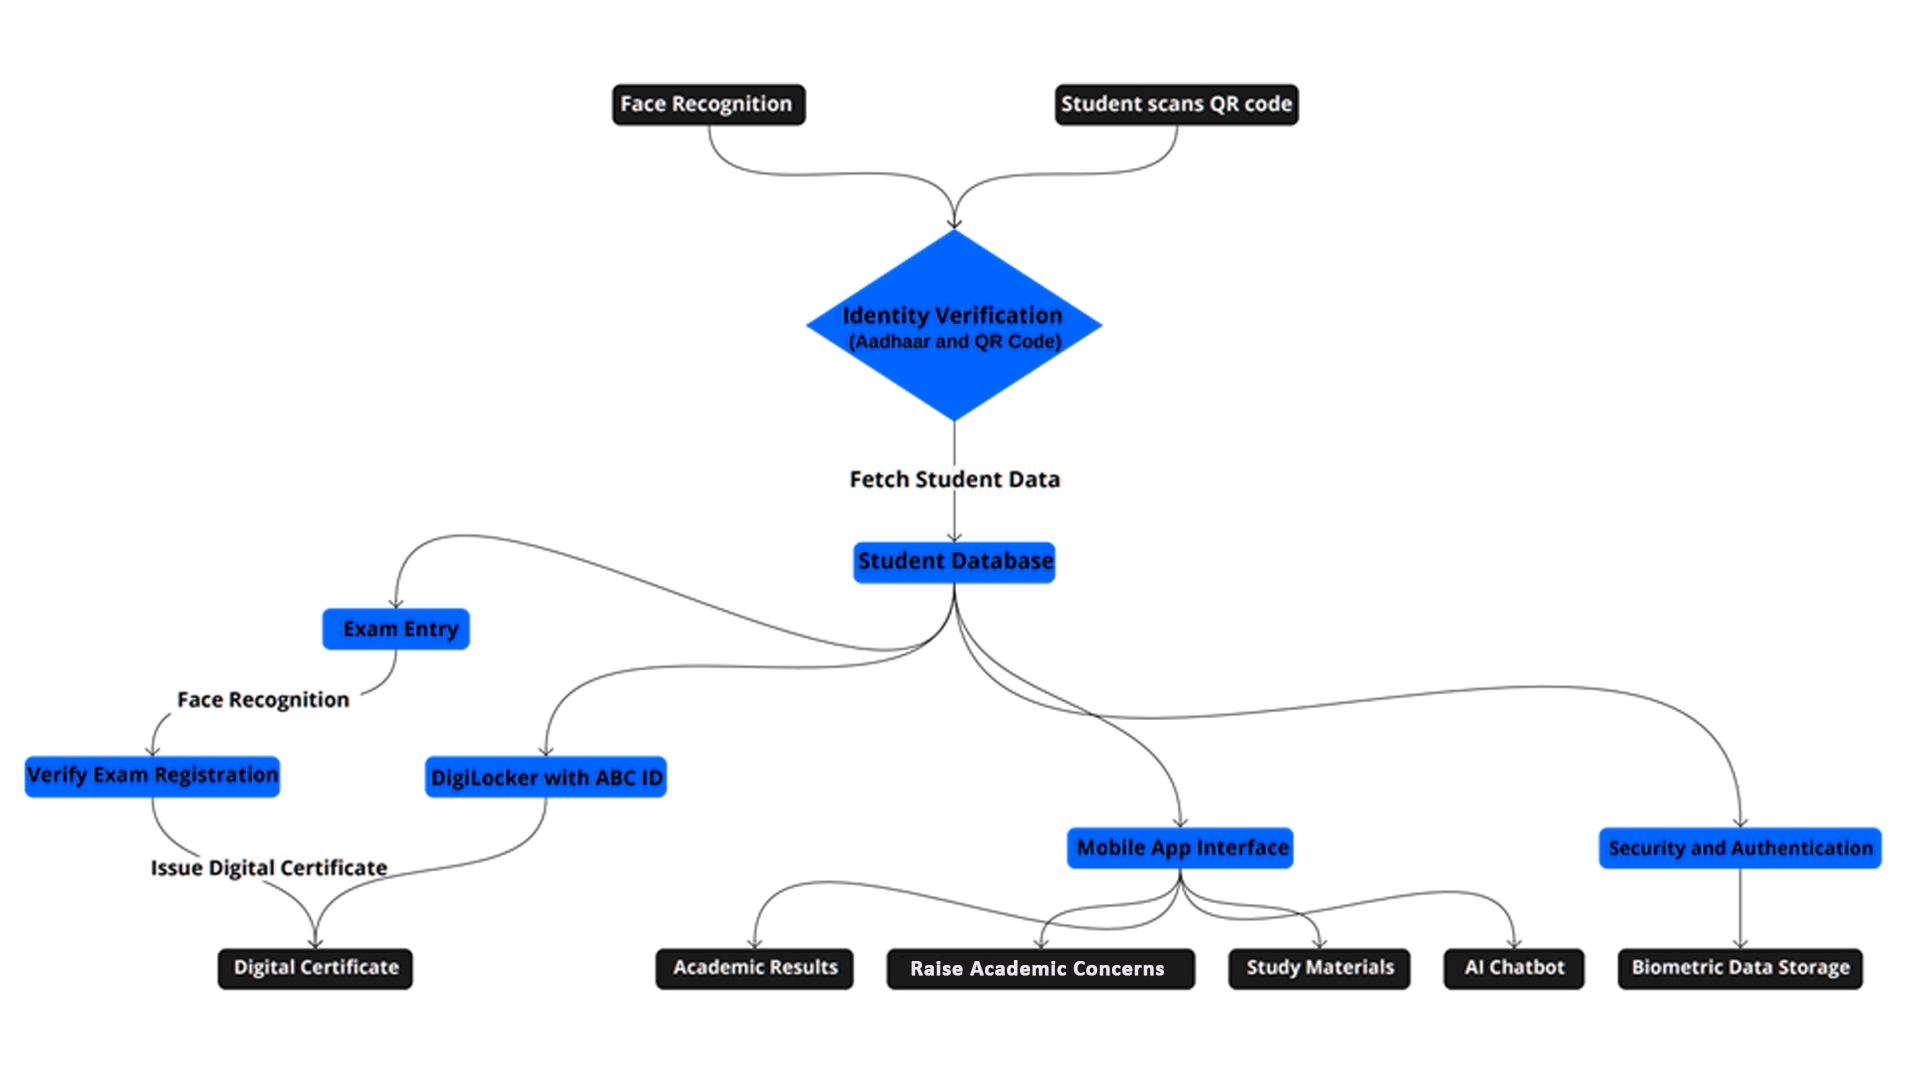 Face Recognition
Student scans QR code
Identity Verification
(Aadhaar and QR Code)
Fetch Student Data
Student Database
Exam Entry
Face Recognition
Verify Exam Registration
DigiLocker with ABC ID
Mobile App Interface
Security and Authentication
Issue Digital Certificate
Digital Certificate
Academic Results
Raise Academic Concerns
Study Materials
AI Chatbot
Biometric Data Storage